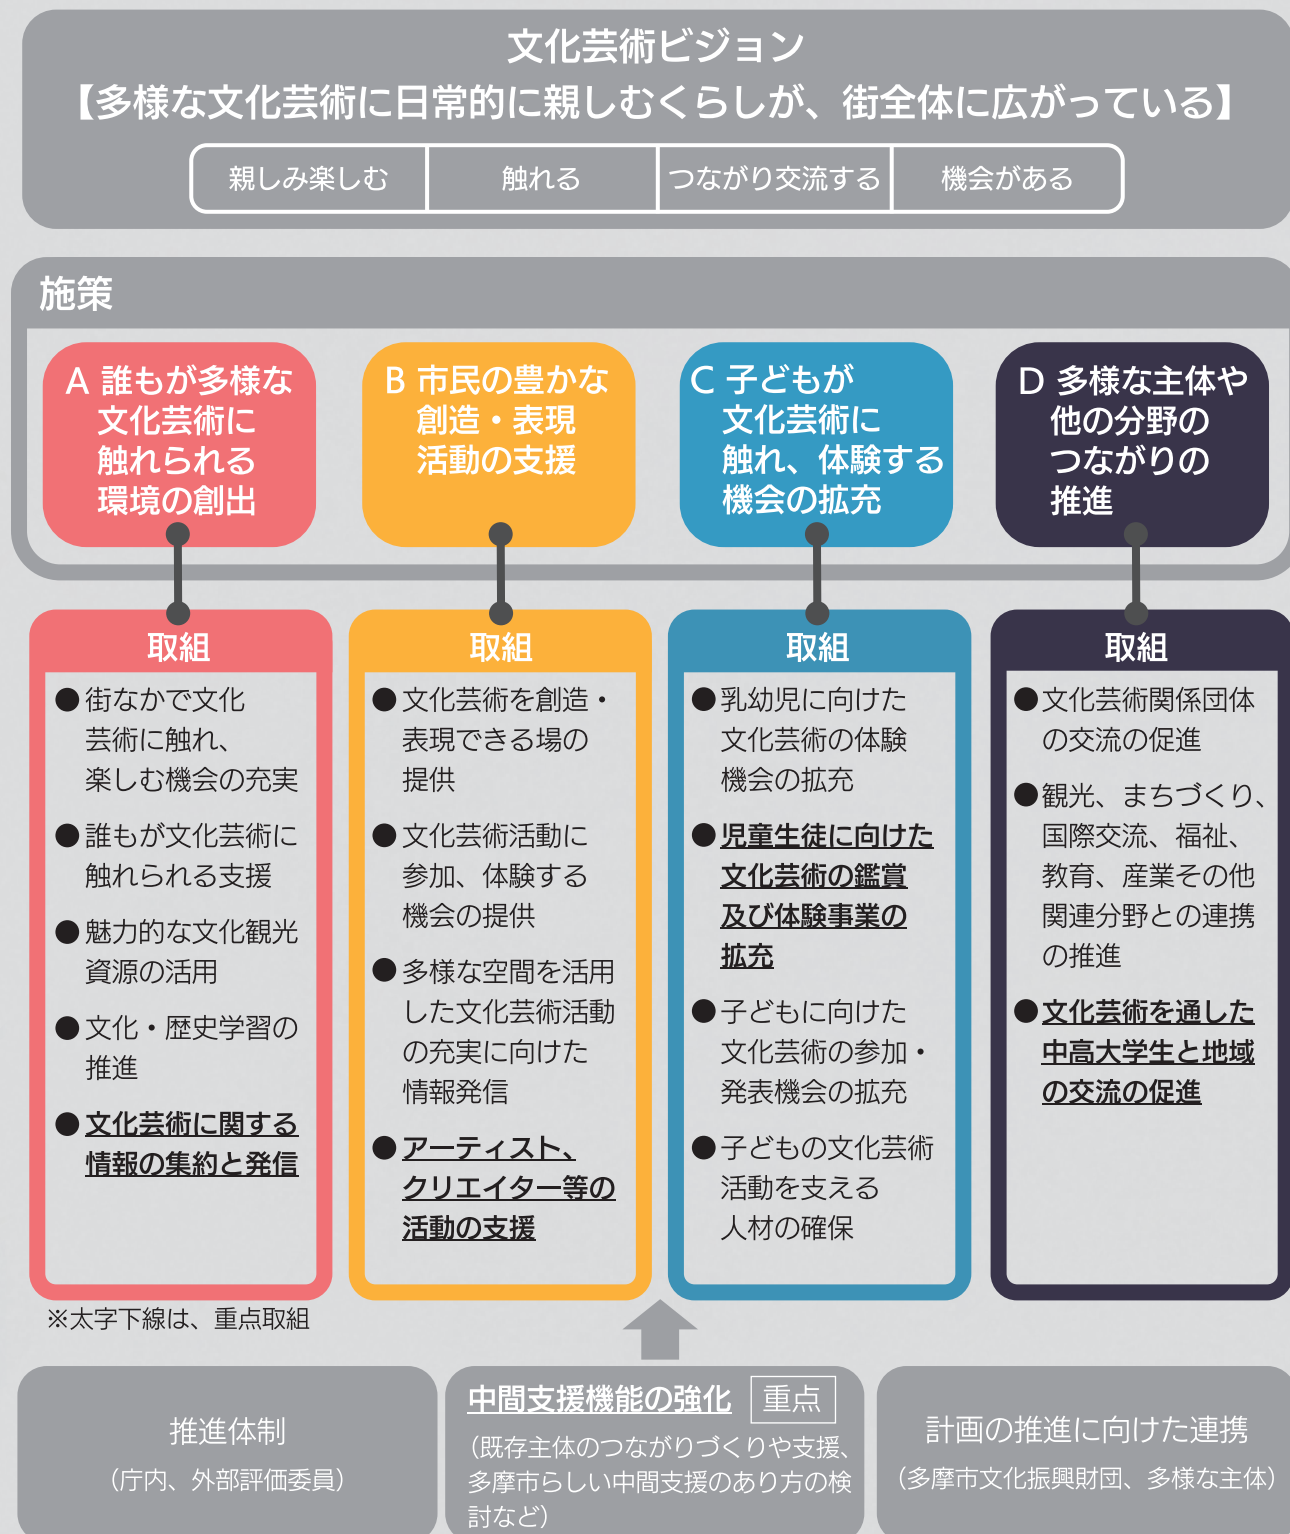 文化芸術ビジョン
【多様な文化芸術に日常的に親しむくらしが、街全体に広がっている】
親しみ楽しむ
触れる
つながり交流する
機会がある
施策
A 誰もが多様な
文化芸術に
触れられる
環境の創出
B 市民の豊かな
創造・表現
活動の支援
C 子どもが
文化芸術に
触れ、体験する
機会の拡充
D 多様な主体や
他の分野の
つながりの
推進
取組
●街なかで文化
芸術に触れ、
楽しむ機会の充実
●誰もが文化芸術に
触れられる支援
●魅力的な文化観光
資源の活用
●文化・歴史学習の
推進
●文化芸術に関する
情報の集約と発信
取組
●文化芸術を創造・
表現できる場の
提供
●文化芸術活動に
参加、体験する
機会の提供
●多様な空間を活用
した文化芸術活動
の充実に向けた
情報発信
●アーティスト、
クリエイター等の
活動の支援
取組
●乳幼児に向けた
文化芸術の体験
機会の拡充
●児童生徒に向けた
文化芸術の鑑賞
及び体験事業の
拡充
●子どもに向けた
文化芸術の参加・
発表機会の拡充
●子どもの文化芸術
活動を支える
人材の確保
取組
●文化芸術関係団体
の交流の促進
●観光、まちづくり、
国際交流、福祉、
教育、産業その他
関連分野との連携
の推進
●文化芸術を通した
中高大学生と地域
の交流の促進
※太字下線は、重点取組
推進体制
（庁内、外部評価委員）
中間支援機能の強化 重点
（既存主体のつながりづくりや支援、
多摩市らしい中間支援のあり方の検
討など）
計画の推進に向けた連携
（多摩市文化振興財団、多様な主体）